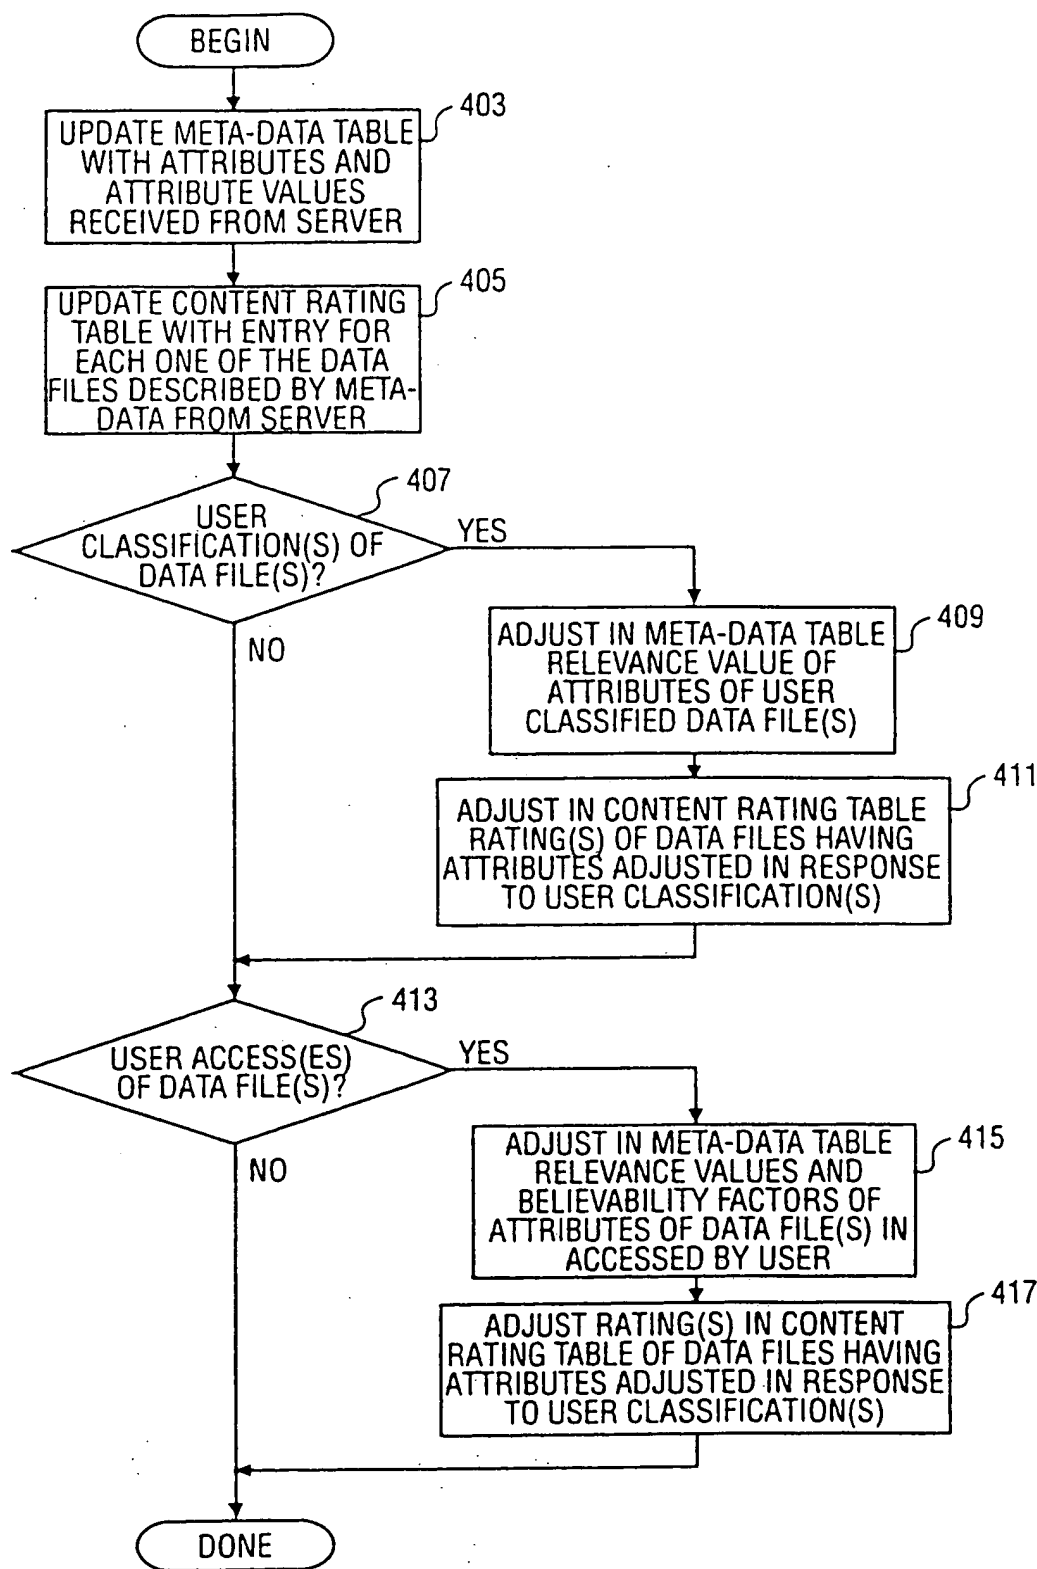 BEGIN
403
UPDATE META-DATA TABLE
WITH ATTRIBUTES AND
ATTRIBUTE VALUES
RECEIVED FROM SERVER
405
UPDATE CONTENT RATING
TABLE WITH ENTRY FOR
EACH ONE OF THE DATA
FILES DESCRIBED BY META-
DATA FROM SERVER
407
USER
CLASSIFICATION(S) OF
DATA FILE(S)?
YES
NO
409
ADJUST IN META-DATA TABLE
RELEVANCE VALUE OF
ATTRIBUTES OF USER
CLASSIFIED DATA FILE(S)
411
ADJUST IN CONTENT RATING TABLE
RATING(S) OF DATA FILES HAVING
ATTRIBUTES ADJUSTED IN RESPONSE
TO USER CLASSIFICATION(S)
413
USER ACCESS(ES)
OF DATA FILE(S)?
YES
NO
415
ADJUST IN META-DATA TABLE
RELEVANCE VALUES AND
BELIEVABILITY FACTORS OF
ATTRIBUTES OF DATA FILE(S) IN
ACCESSED BY USER
417
ADJUST RATING(S) IN CONTENT
RATING TABLE OF DATA FILES HAVING
ATTRIBUTES ADJUSTED IN RESPONSE
TO USER CLASSIFICATION(S)
DONE